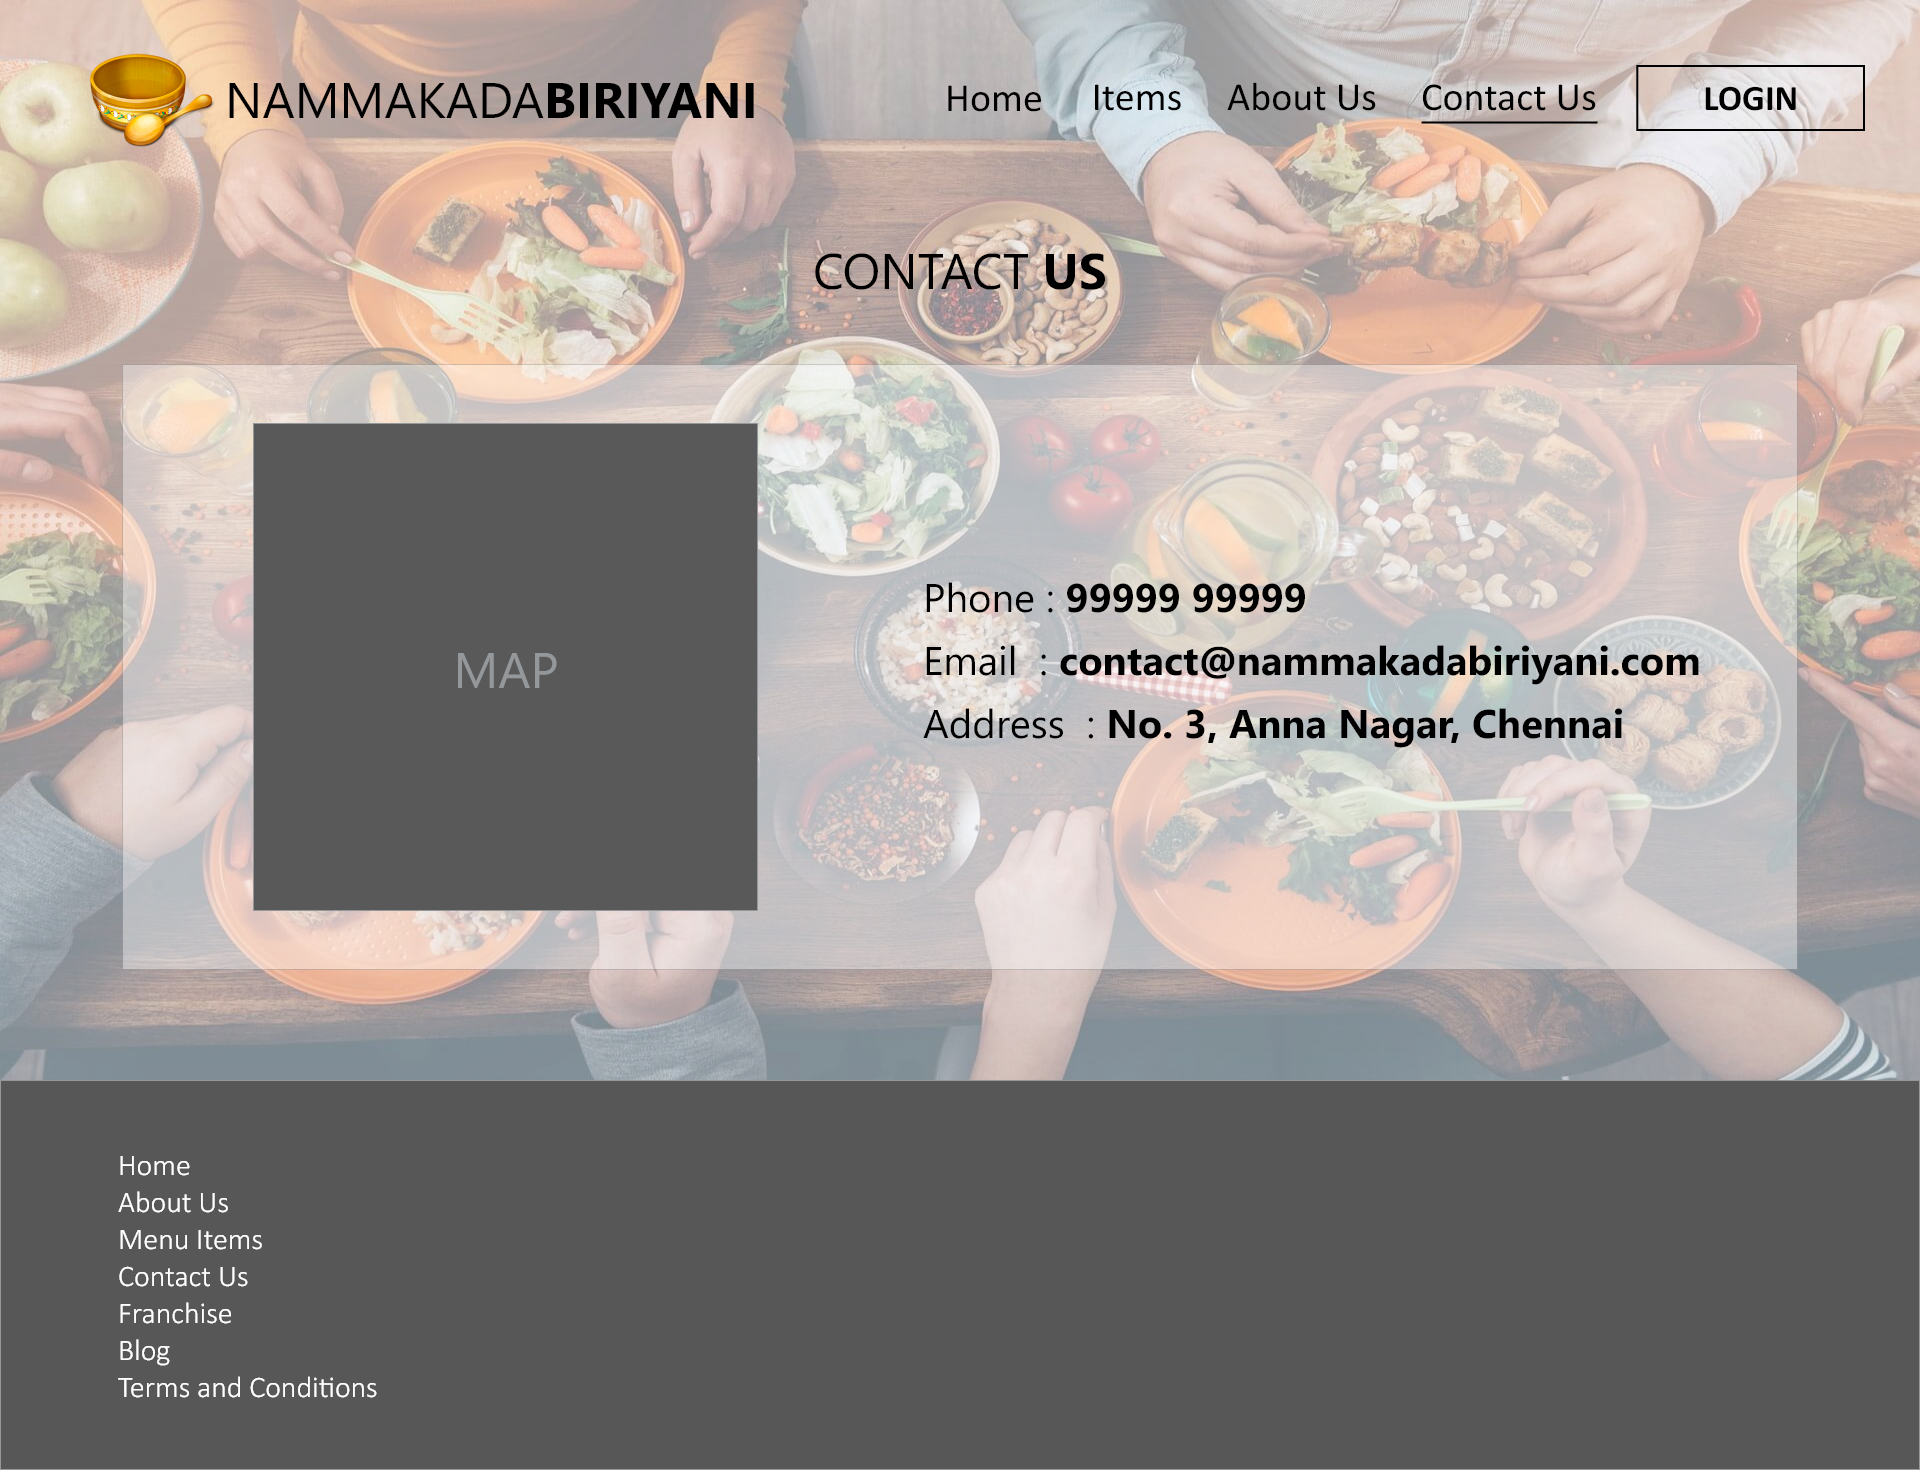 NAMMAKADABIRIYANI
Home Items About Us Contact Us LOGIN
CONTACT US
MAP
Phone : 99999 99999
Email : contact@nammakadabiriyani.com
Address : No. 3, Anna Nagar, Chennai
Home
About Us
Menu Items
Contact Us
Franchise
Blog
Terms and Conditions